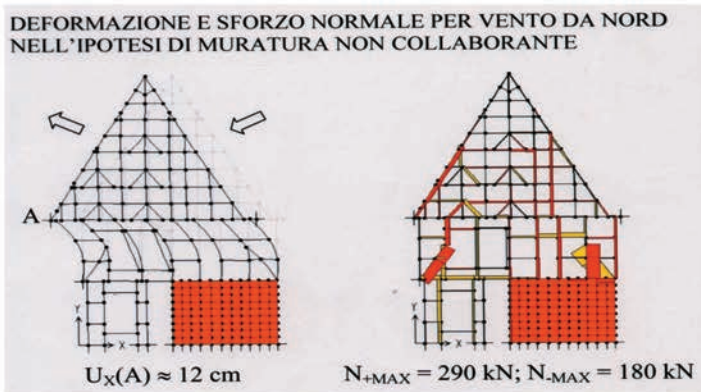 DEFORMAZIONE E SFORZO NORMALE PER VENTO DA NORD
NELL'IPOTESI DI MURATURA NON COLLABORANTE
A
Y
X
Y
X
UX(A) ≈ 12 cm
N+MAX = 290 kN; N-MAX = 180 kN